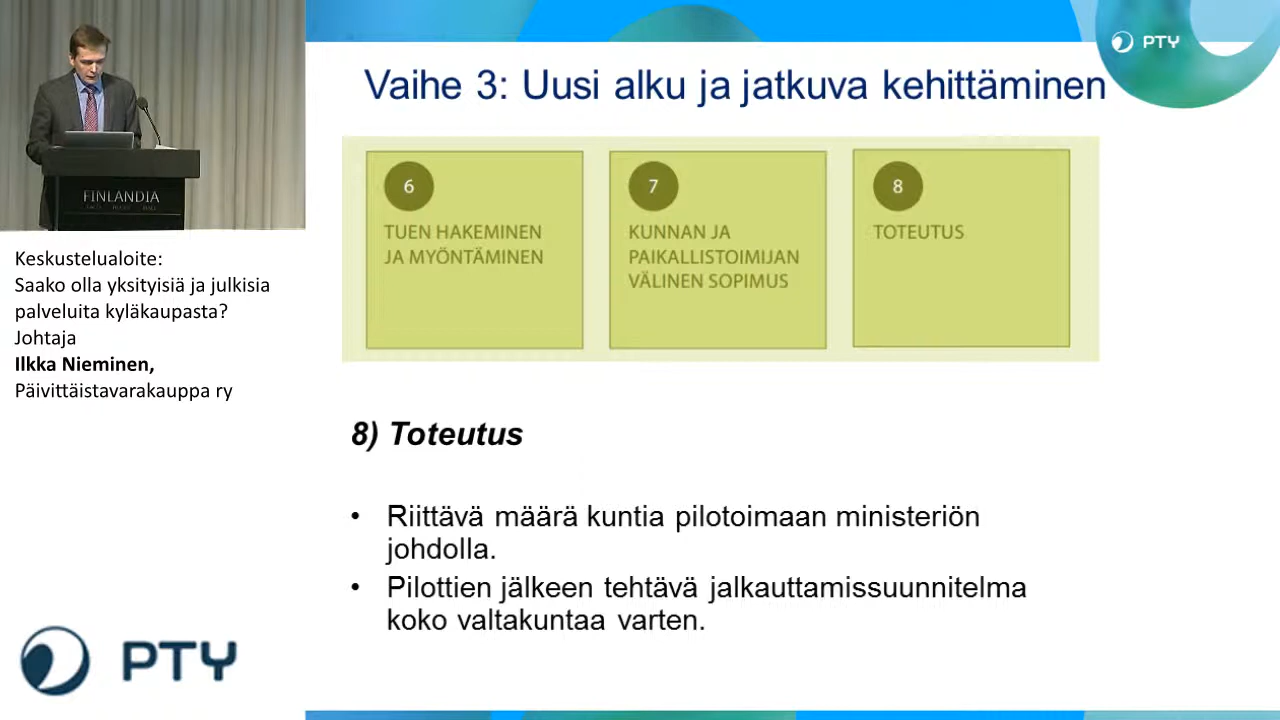 PTY
Vaihe 3: Uusi alku ja jatkuva kehittäminen
6
TUEN HAKEMINEN
JA MYÖNTÄMINEN
7
KUNNAN JA
PAIKALLISTOIMIJAN
VÄLINEN SOPIMUS
8
TOTEUTUS
FINLANDIA
Keskustelualoite:
Saako olla yksityisiä ja julkisia
palveluita kyläkaupasta?
Johtaja
Ilkka Nieminen,
Päivittäistavarakauppa ry
8) Toteutus
• Riittävä määrä kuntia pilotoimaan ministeriön
johdolla.
• Pilottien jälkeen tehtävä jalkauttamissuunnitelma
koko valtakuntaa varten.
PTY